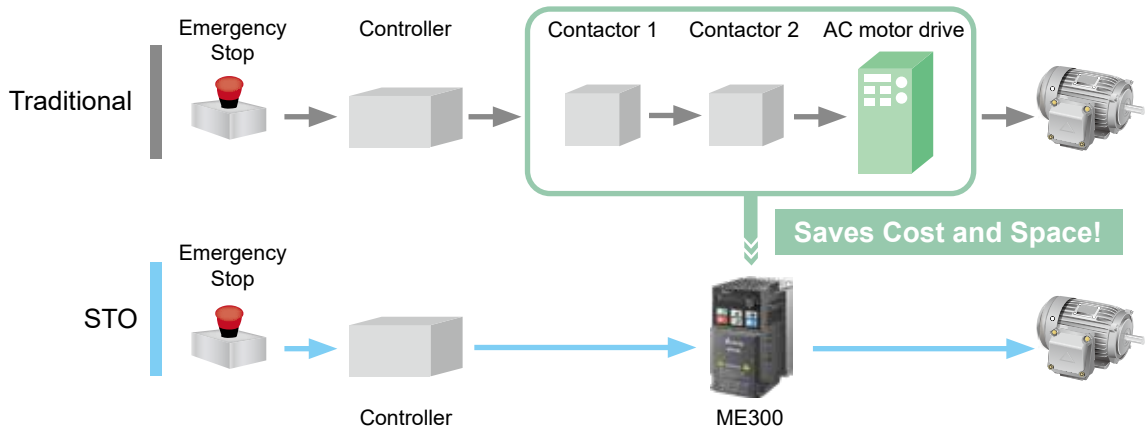 Emergency
Stop
Controller
Contactor 1
Contactor 2
AC motor drive
Traditional
Saves Cost and Space!
Emergency
Stop
STO
Controller
ME300